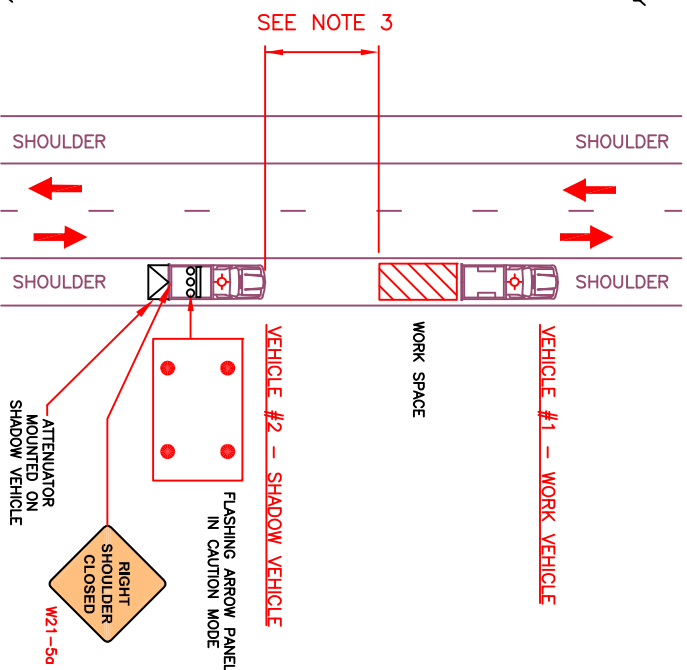 SEE NOTE 3
SHOULDER
SHOULDER
SHOULDER
SHOULDER
WORK SPACE
VEHICLE #1 – WORK VEHICLE
VEHICLE #2 – SHADOW VEHICLE
FLASHING ARROW PANEL
IN CAUTION MODE
ATTENUATOR
MOUNTED ON
SHADOW VEHICLE
RIGHT
SHOULDER
CLOSED
W21–5a